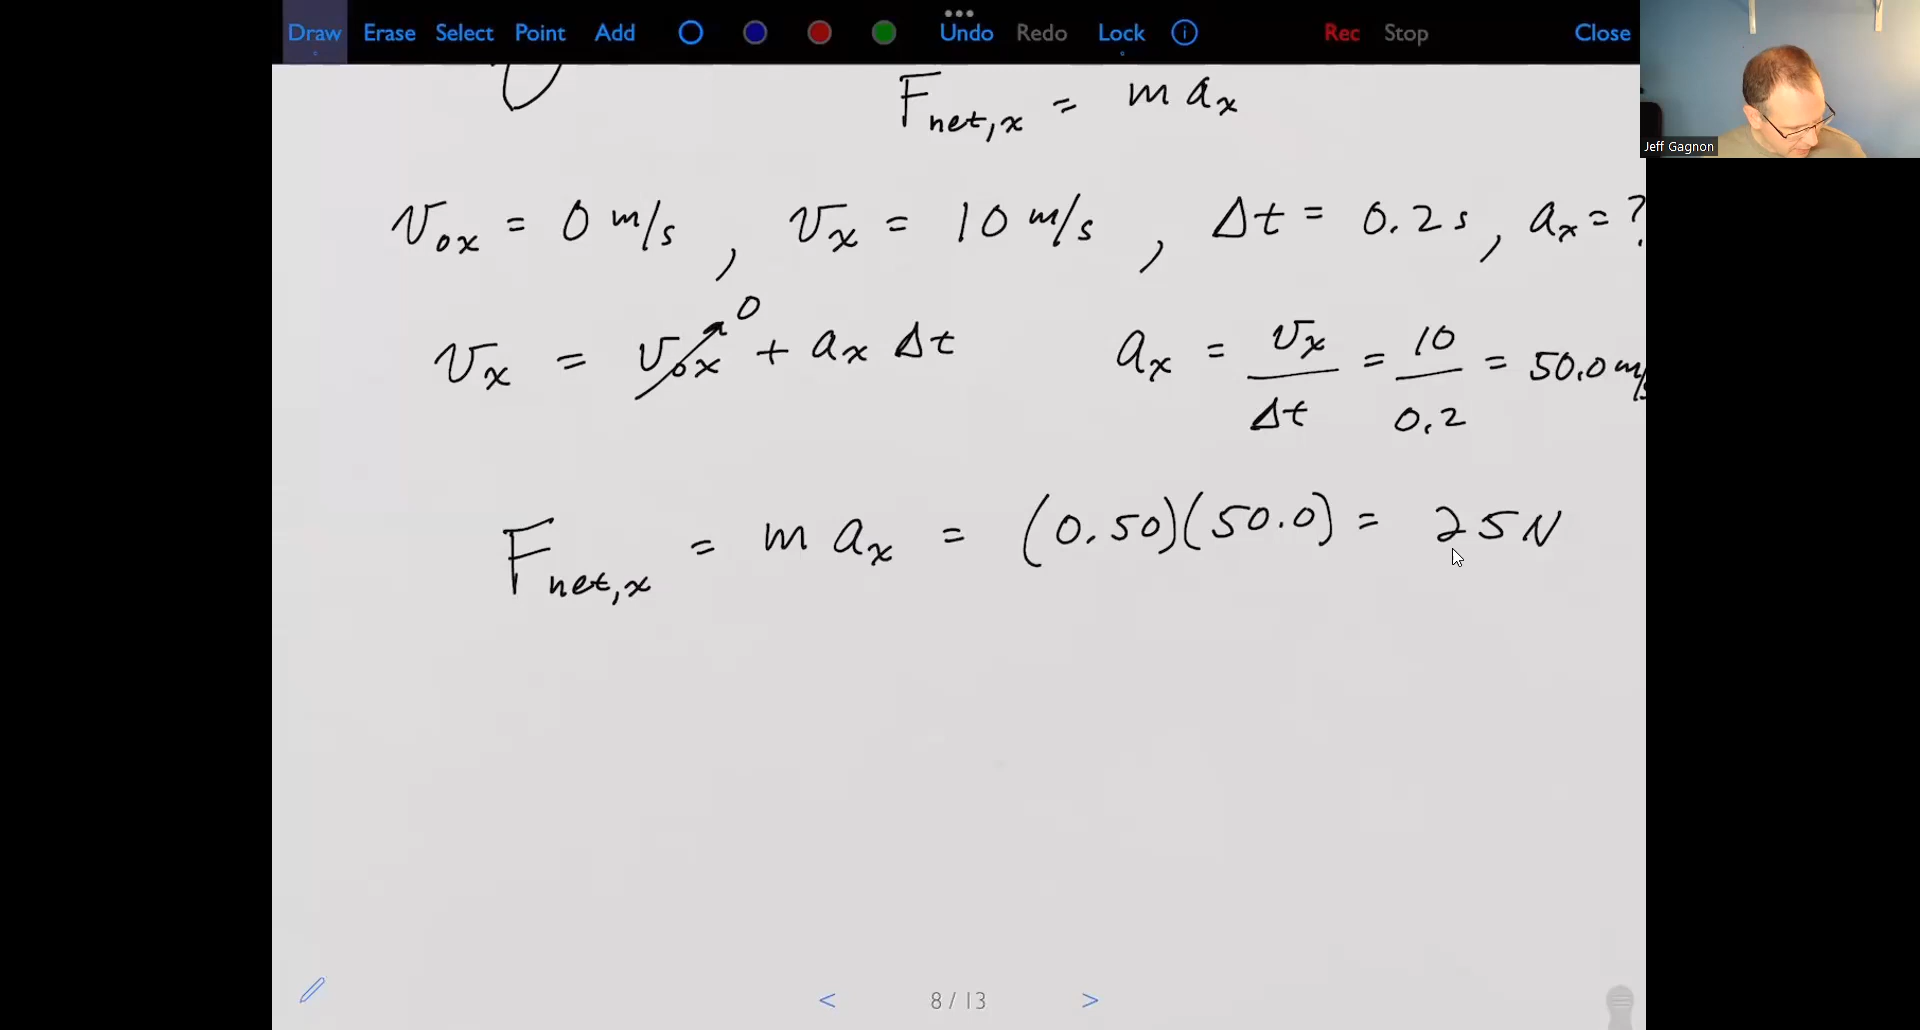 Draw Erase Select Point Add Undo Redo Lock Rec Stop Close
Jeff Gagnon
F_net,x = m a_x
v_0x = 0 m/s , v_x = 10 m/s , Δt = 0.2 s , a_x = ?
v_x = v_0x ↗ 0 + a_x Δt a_x = v_x / Δt = 10 / 0.2 = 50.0 m/s
F_net,x = m a_x = (0.50)(50.0) = 25 N
< 8 / 13 >